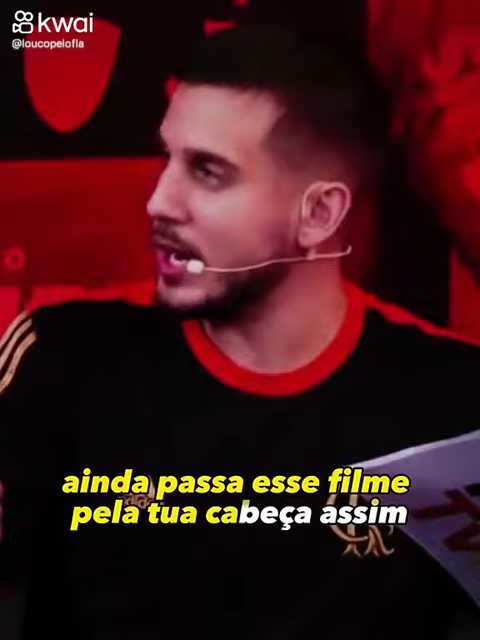 kwai
@loucopelofla
ainda passa esse filme
pela tua cabeça assim